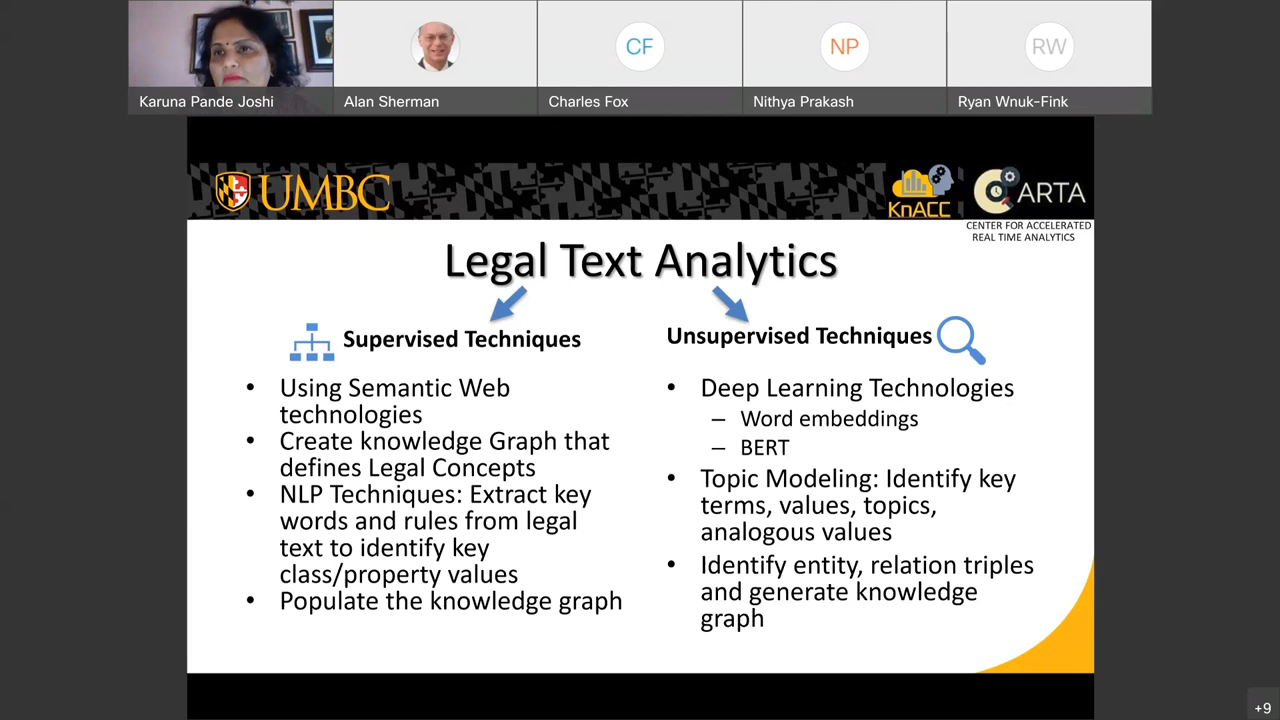 CF
NP
RW
Karuna Pande Joshi
Alan Sherman
Charles Fox
Nithya Prakash
Ryan Wnuk-Fink
UMBC
KnACC
CARTA
CENTER FOR ACCELERATED
REAL TIME ANALYTICS
Legal Text Analytics
Supervised Techniques
• Using Semantic Web
technologies
• Create knowledge Graph that
defines Legal Concepts
• NLP Techniques: Extract key
words and rules from legal
text to identify key
class/property values
• Populate the knowledge graph
Unsupervised Techniques
• Deep Learning Technologies
– Word embeddings
– BERT
• Topic Modeling: Identify key
terms, values, topics,
analogous values
• Identify entity, relation triples
and generate knowledge
graph
+9